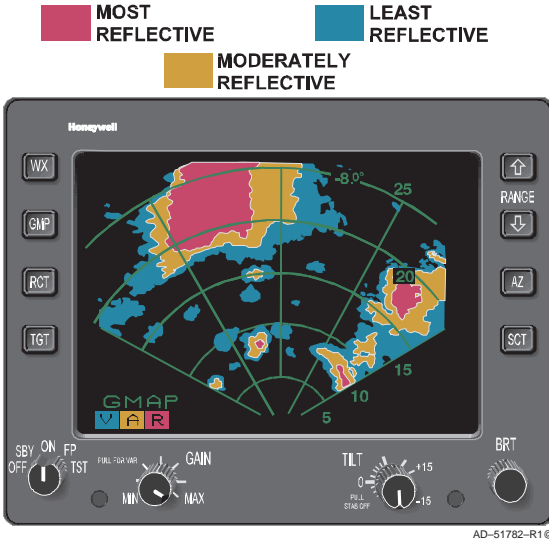 MOST
REFLECTIVE
LEAST
REFLECTIVE
MODERATELY
REFLECTIVE
Honeywell
WX
GMP
RCT
TGT
RANGE
AZ
SCT
-8.0°
25
20
15
10
5
GMAP
V A R
SBY ON FP
OFF TST
PULL FOR VAR
GAIN
MIN MAX
TILT
+15
0
PULL
STAB OFF
-15
BRT
AD–51782–R1@